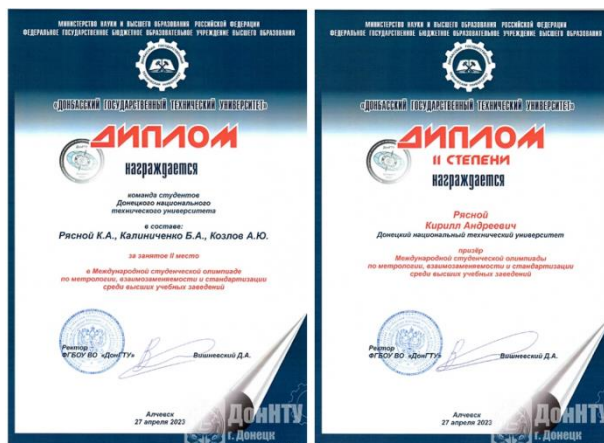 МИНИСТЕРСТВО НАУКИ И ВЫСШЕГО ОБРАЗОВАНИЯ РОССИЙСКОЙ ФЕДЕРАЦИИ
ФЕДЕРАЛЬНОЕ ГОСУДАРСТВЕННОЕ БЮДЖЕТНОЕ ОБРАЗОВАТЕЛЬНОЕ УЧРЕЖДЕНИЕ ВЫСШЕГО ОБРАЗОВАНИЯ
«ДОНБАССКИЙ ГОСУДАРСТВЕННЫЙ ТЕХНИЧЕСКИЙ УНИВЕРСИТЕТ»
ДИПЛОМ
награждается
команда студентов
Донецкого национального
технического университета
в составе:
Рясной К.А., Калиниченко Б.А., Козлов А.Ю.
за занятое II место
в Международной студенческой олимпиаде
по метрологии, взаимозаменяемости и стандартизации
среди высших учебных заведений
Ректор
ФГБОУ ВО «ДонГТУ»
Вишневский Д.А.
Алчевск
27 апреля 2023
ДонНТУ
г. Донецк
МИНИСТЕРСТВО НАУКИ И ВЫСШЕГО ОБРАЗОВАНИЯ РОССИЙСКОЙ ФЕДЕРАЦИИ
ФЕДЕРАЛЬНОЕ ГОСУДАРСТВЕННОЕ БЮДЖЕТНОЕ ОБРАЗОВАТЕЛЬНОЕ УЧРЕЖДЕНИЕ ВЫСШЕГО ОБРАЗОВАНИЯ
«ДОНБАССКИЙ ГОСУДАРСТВЕННЫЙ ТЕХНИЧЕСКИЙ УНИВЕРСИТЕТ»
ДИПЛОМ
II СТЕПЕНИ
награждается
Рясной
Кирилл Андреевич
Донецкий национальный технический университет
призёр
Международной студенческой олимпиады
по метрологии, взаимозаменяемости и стандартизации
среди высших учебных заведений
Ректор
ФГБОУ ВО «ДонГТУ»
Вишневский Д.А.
Алчевск
27 апреля 2023
ДонНТУ
г. Донецк